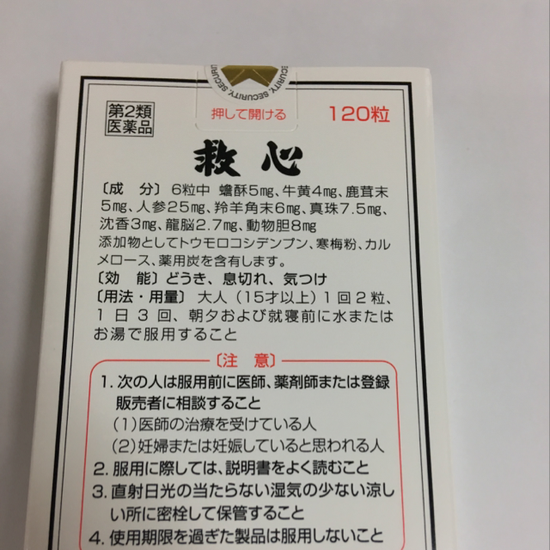 SECURITY SECURITY SECURITY
押して開ける
第2類
医薬品
120粒
救心
〔成 分〕6粒中 蟾酥5mg、牛黄4mg、鹿茸末
5mg、人参25mg、羚羊角末6mg、真珠7.5mg、
沈香3mg、龍脳2.7mg、動物胆8mg
添加物としてトウモロコシデンプン、寒梅粉、カル
メロース、薬用炭を含有します。
〔効 能〕どうき、息切れ、気つけ
〔用法・用量〕大人（15才以上）1回2粒、
1日3回、朝夕および就寝前に水または
お湯で服用すること
〔注 意〕
1. 次の人は服用前に医師、薬剤師または登録
販売者に相談すること
(1)医師の治療を受けている人
(2)妊婦または妊娠していると思われる人
2. 服用に際しては、説明書をよく読むこと
3. 直射日光の当たらない湿気の少ない涼し
い所に密栓して保管すること
4. 使用期限を過ぎた製品は服用しないこと